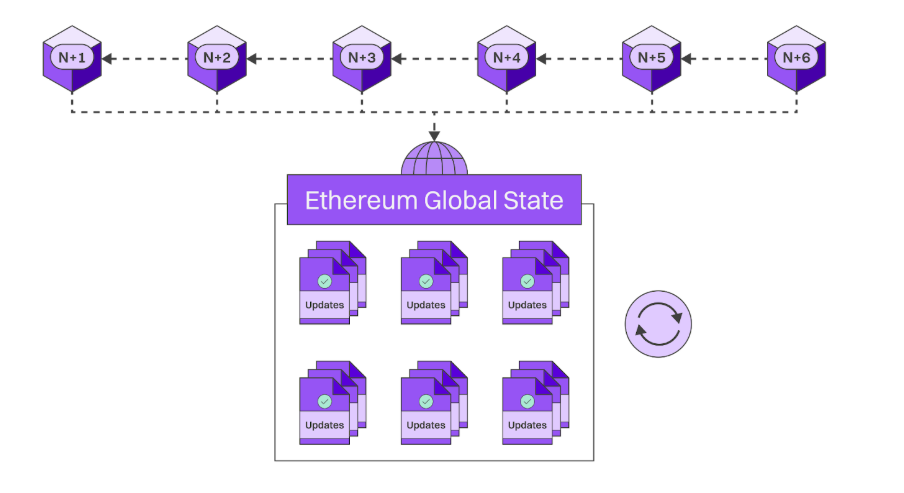 N+1
N+2
N+3
N+4
N+5
N+6
Ethereum Global State
Updates
Updates
Updates
Updates
Updates
Updates